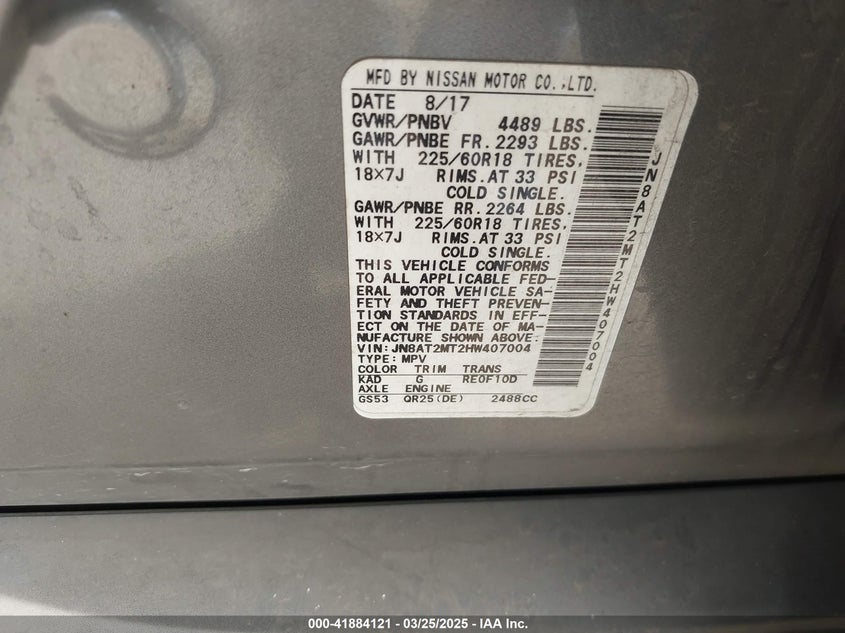 MFD BY NISSAN MOTOR CO.,LTD.
DATE 8/17
GVWR/PNBV 4489 LBS.
GAWR/PNBE FR. 2293 LBS.
WITH 225/60R18 TIRES,
18×7J RIMS.AT 33 PSI
COLD SINGLE.
GAWR/PNBE RR. 2264 LBS.
WITH 225/60R18 TIRES,
18×7J RIMS.AT 33 PSI
COLD SINGLE.
THIS VEHICLE CONFORMS
TO ALL APPLICABLE FED-
ERAL MOTOR VEHICLE SA-
FETY AND THEFT PREVEN-
TION STANDARDS IN EFF-
ECT ON THE DATE OF MA-
NUFACTURE SHOWN ABOVE:
VIN:JN8AT2MT2HW407004
TYPE:MPV
COLOR TRIM TRANS
KAD G RE0F10D
AXLE ENGINE
GS53 QR25(DE) 2488CC
JN8AT2MT2HW407004
000-41884121 - 03/25/2025 - IAA Inc.